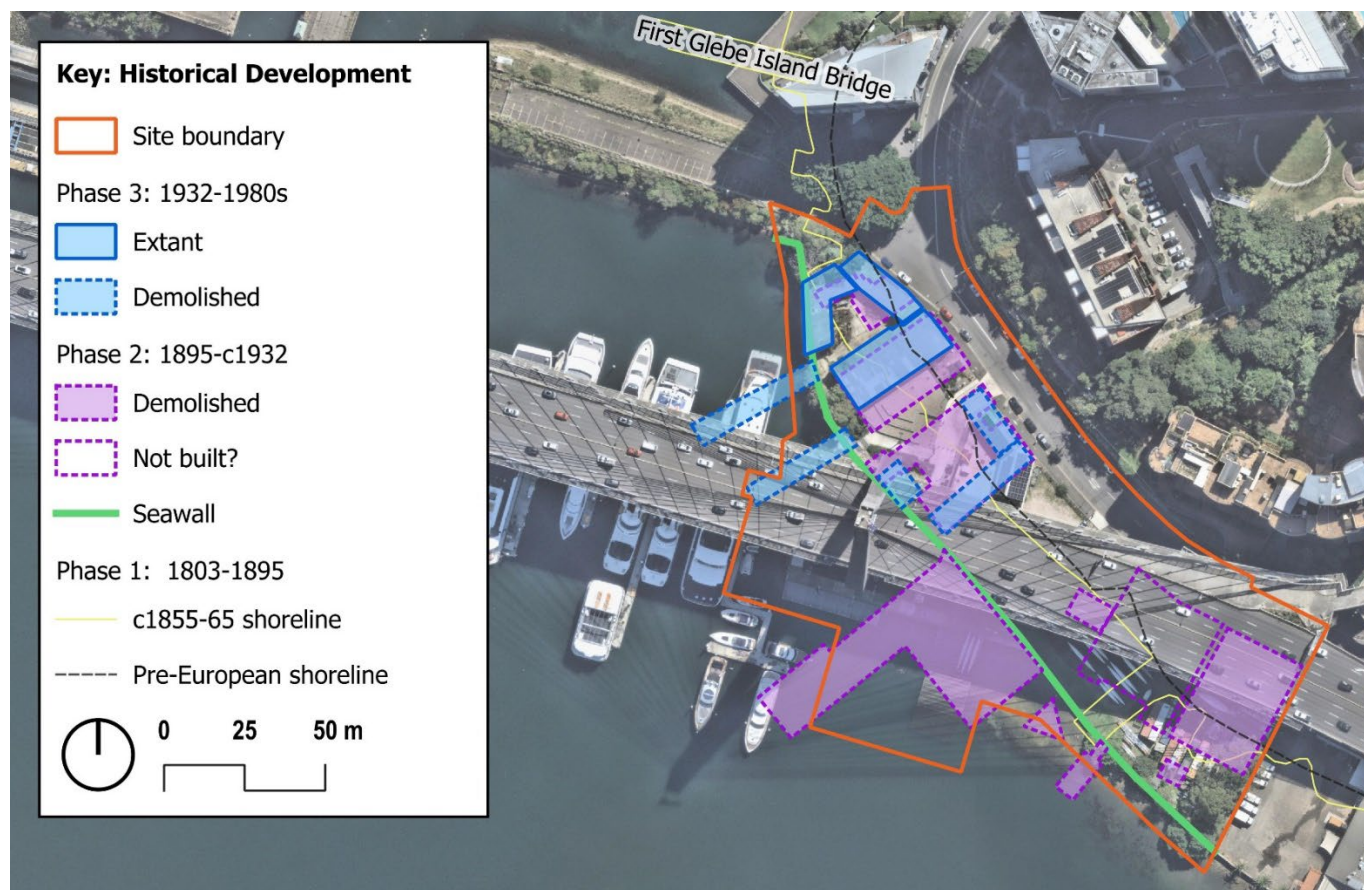 First Glebe Island Bridge
Key: Historical Development
Site boundary
Phase 3: 1932-1980s
Extant
Demolished
Phase 2: 1895-c1932
Demolished
Not built?
Seawall
Phase 1: 1803-1895
c1855-65 shoreline
Pre-European shoreline
0 25 50 m